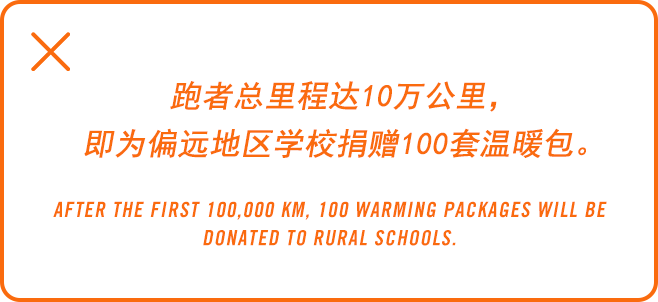 跑者总里程达10万公里，
即为偏远地区学校捐赠100套温暖包。
AFTER THE FIRST 100,000 KM, 100 WARMING PACKAGES WILL BE
DONATED TO RURAL SCHOOLS.